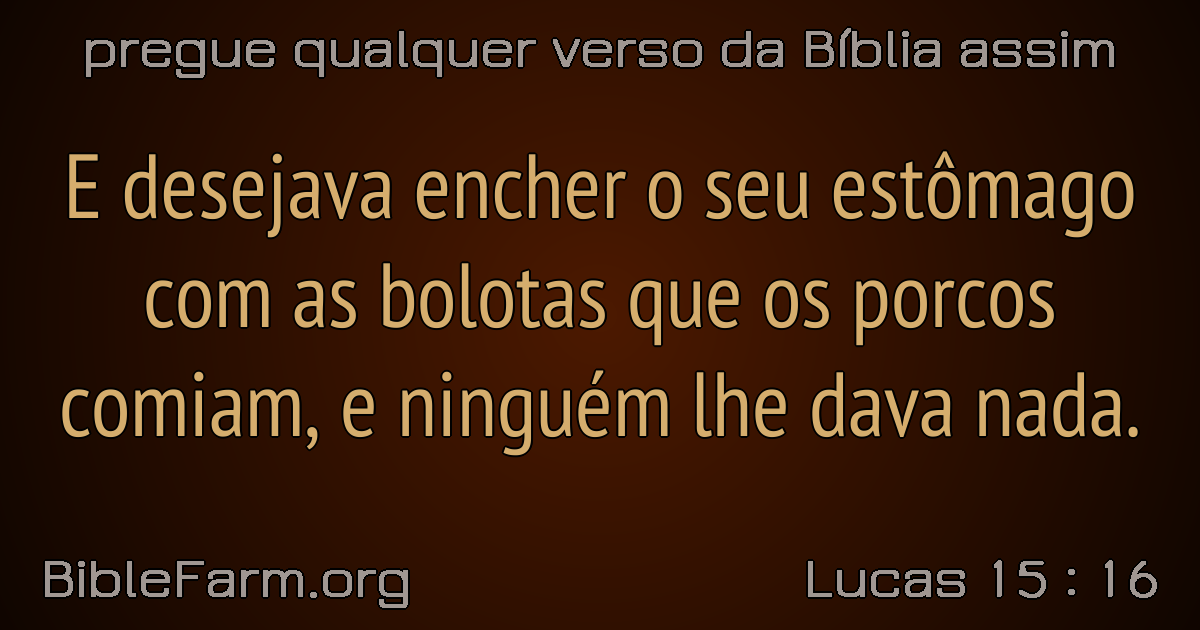 pregue qualquer verso da Bíblia assim
E desejava encher o seu estômago
com as bolotas que os porcos
comiam, e ninguém lhe dava nada.
BibleFarm.org
Lucas 15 : 16